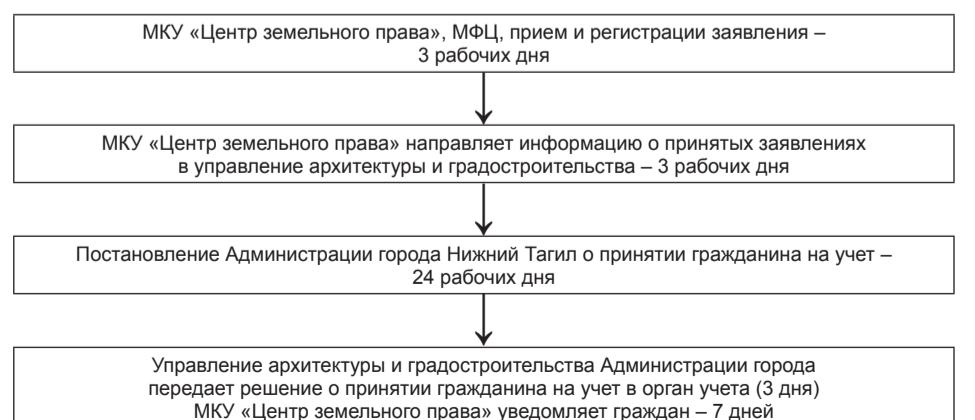 МКУ «Центр земельного права», МФЦ, прием и регистрации заявления –
3 рабочих дня
МКУ «Центр земельного права» направляет информацию о принятых заявлениях
в управление архитектуры и градостроительства – 3 рабочих дня
Постановление Администрации города Нижний Тагил о принятии гражданина на учет –
24 рабочих дня
Управление архитектуры и градостроительства Администрации города
передает решение о принятии гражданина на учет в орган учета (3 дня)
МКУ «Центр земельного права» уведомляет граждан – 7 дней